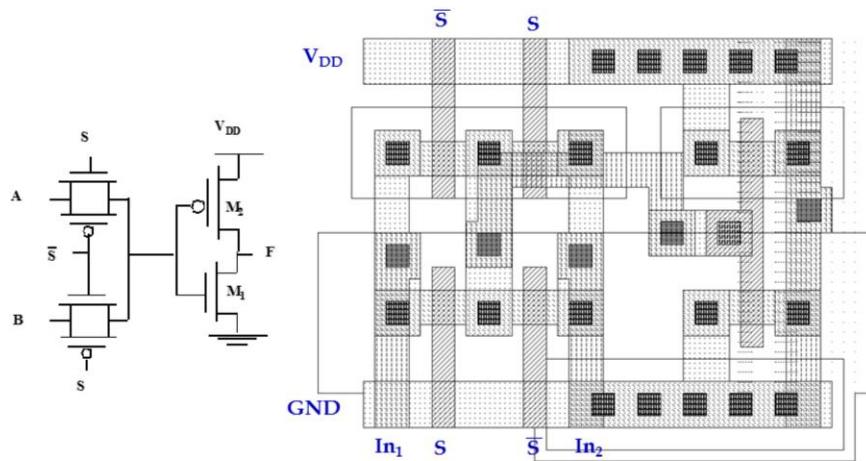 S̅ S
V_DD
V_DD
S
A
M₂
S̅
F
M₁
B
S
GND
In₁ S S̅ In₂